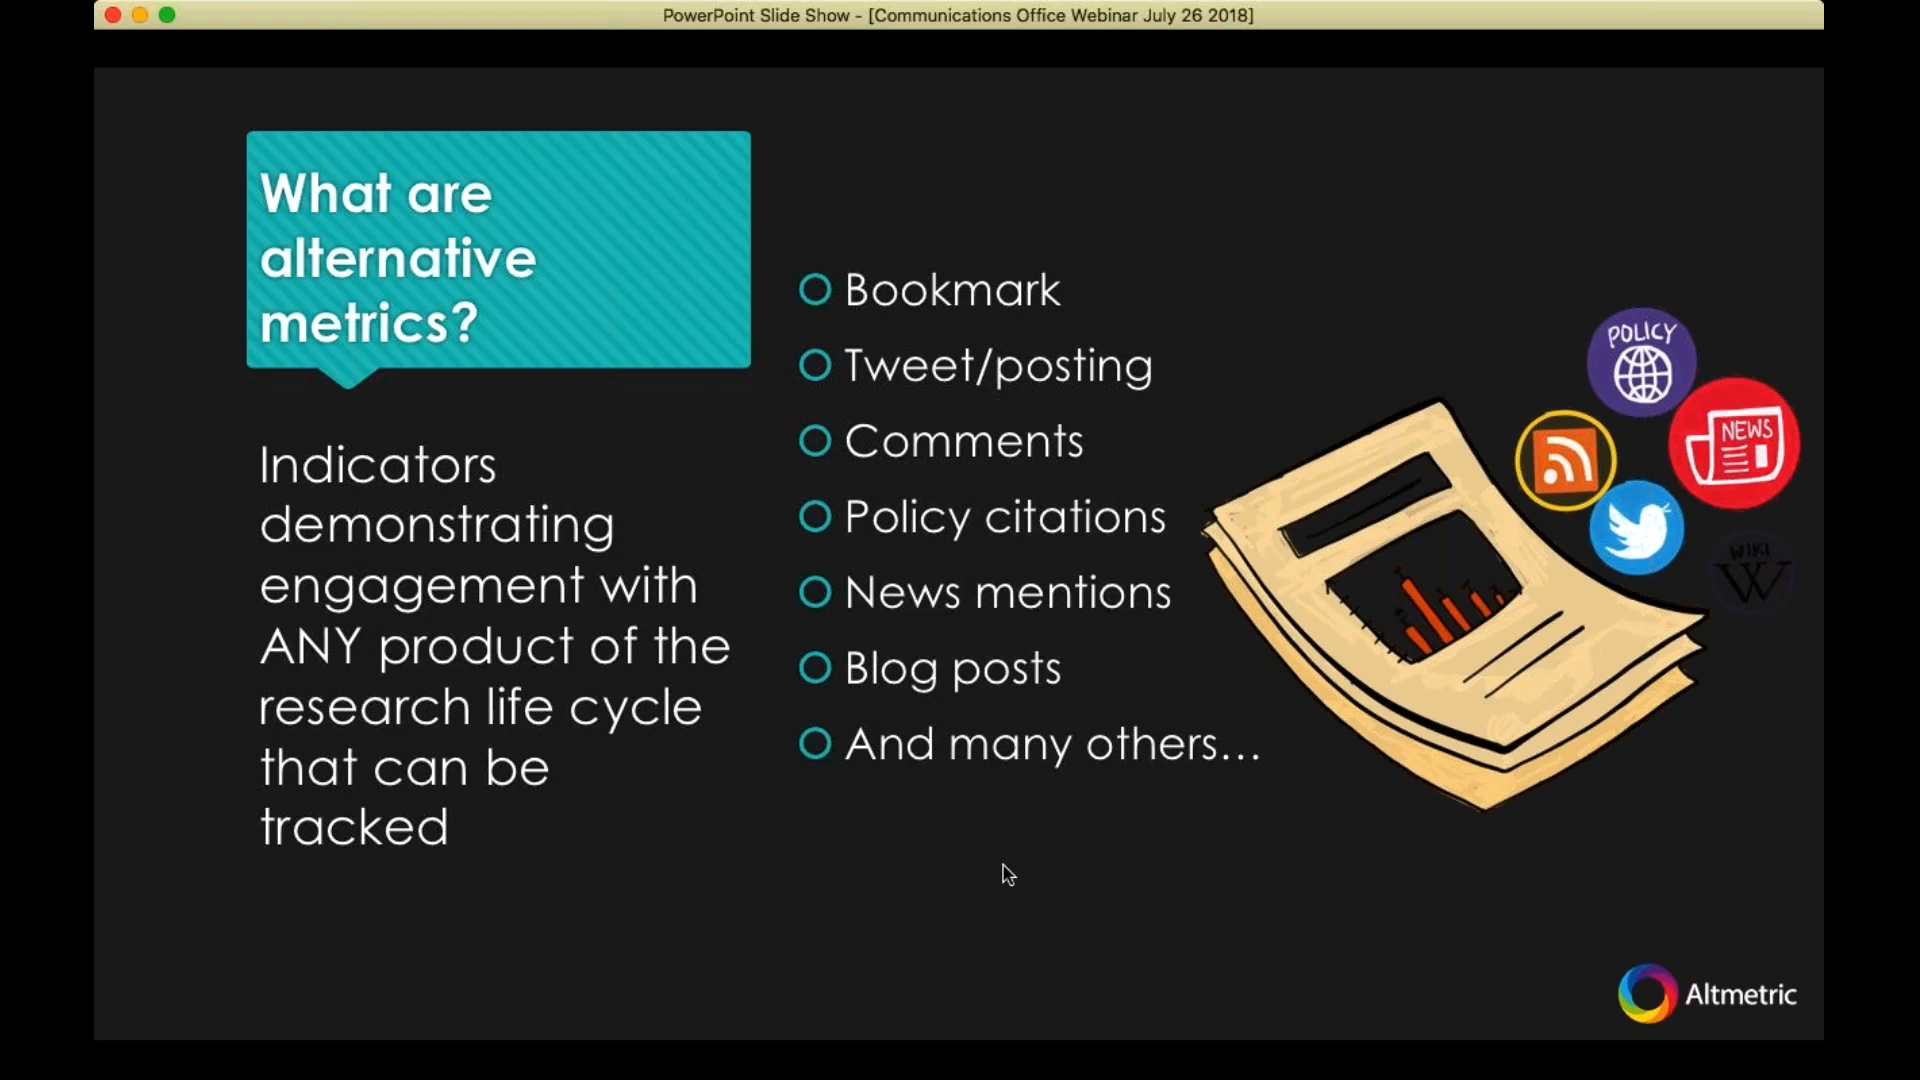 PowerPoint Slide Show - [Communications Office Webinar July 26 2018]
What are
alternative
metrics?
Indicators
demonstrating
engagement with
ANY product of the
research life cycle
that can be
tracked
Bookmark
Tweet/posting
Comments
Policy citations
News mentions
Blog posts
And many others...
POLICY
NEWS
WIKI
W
Altmetric